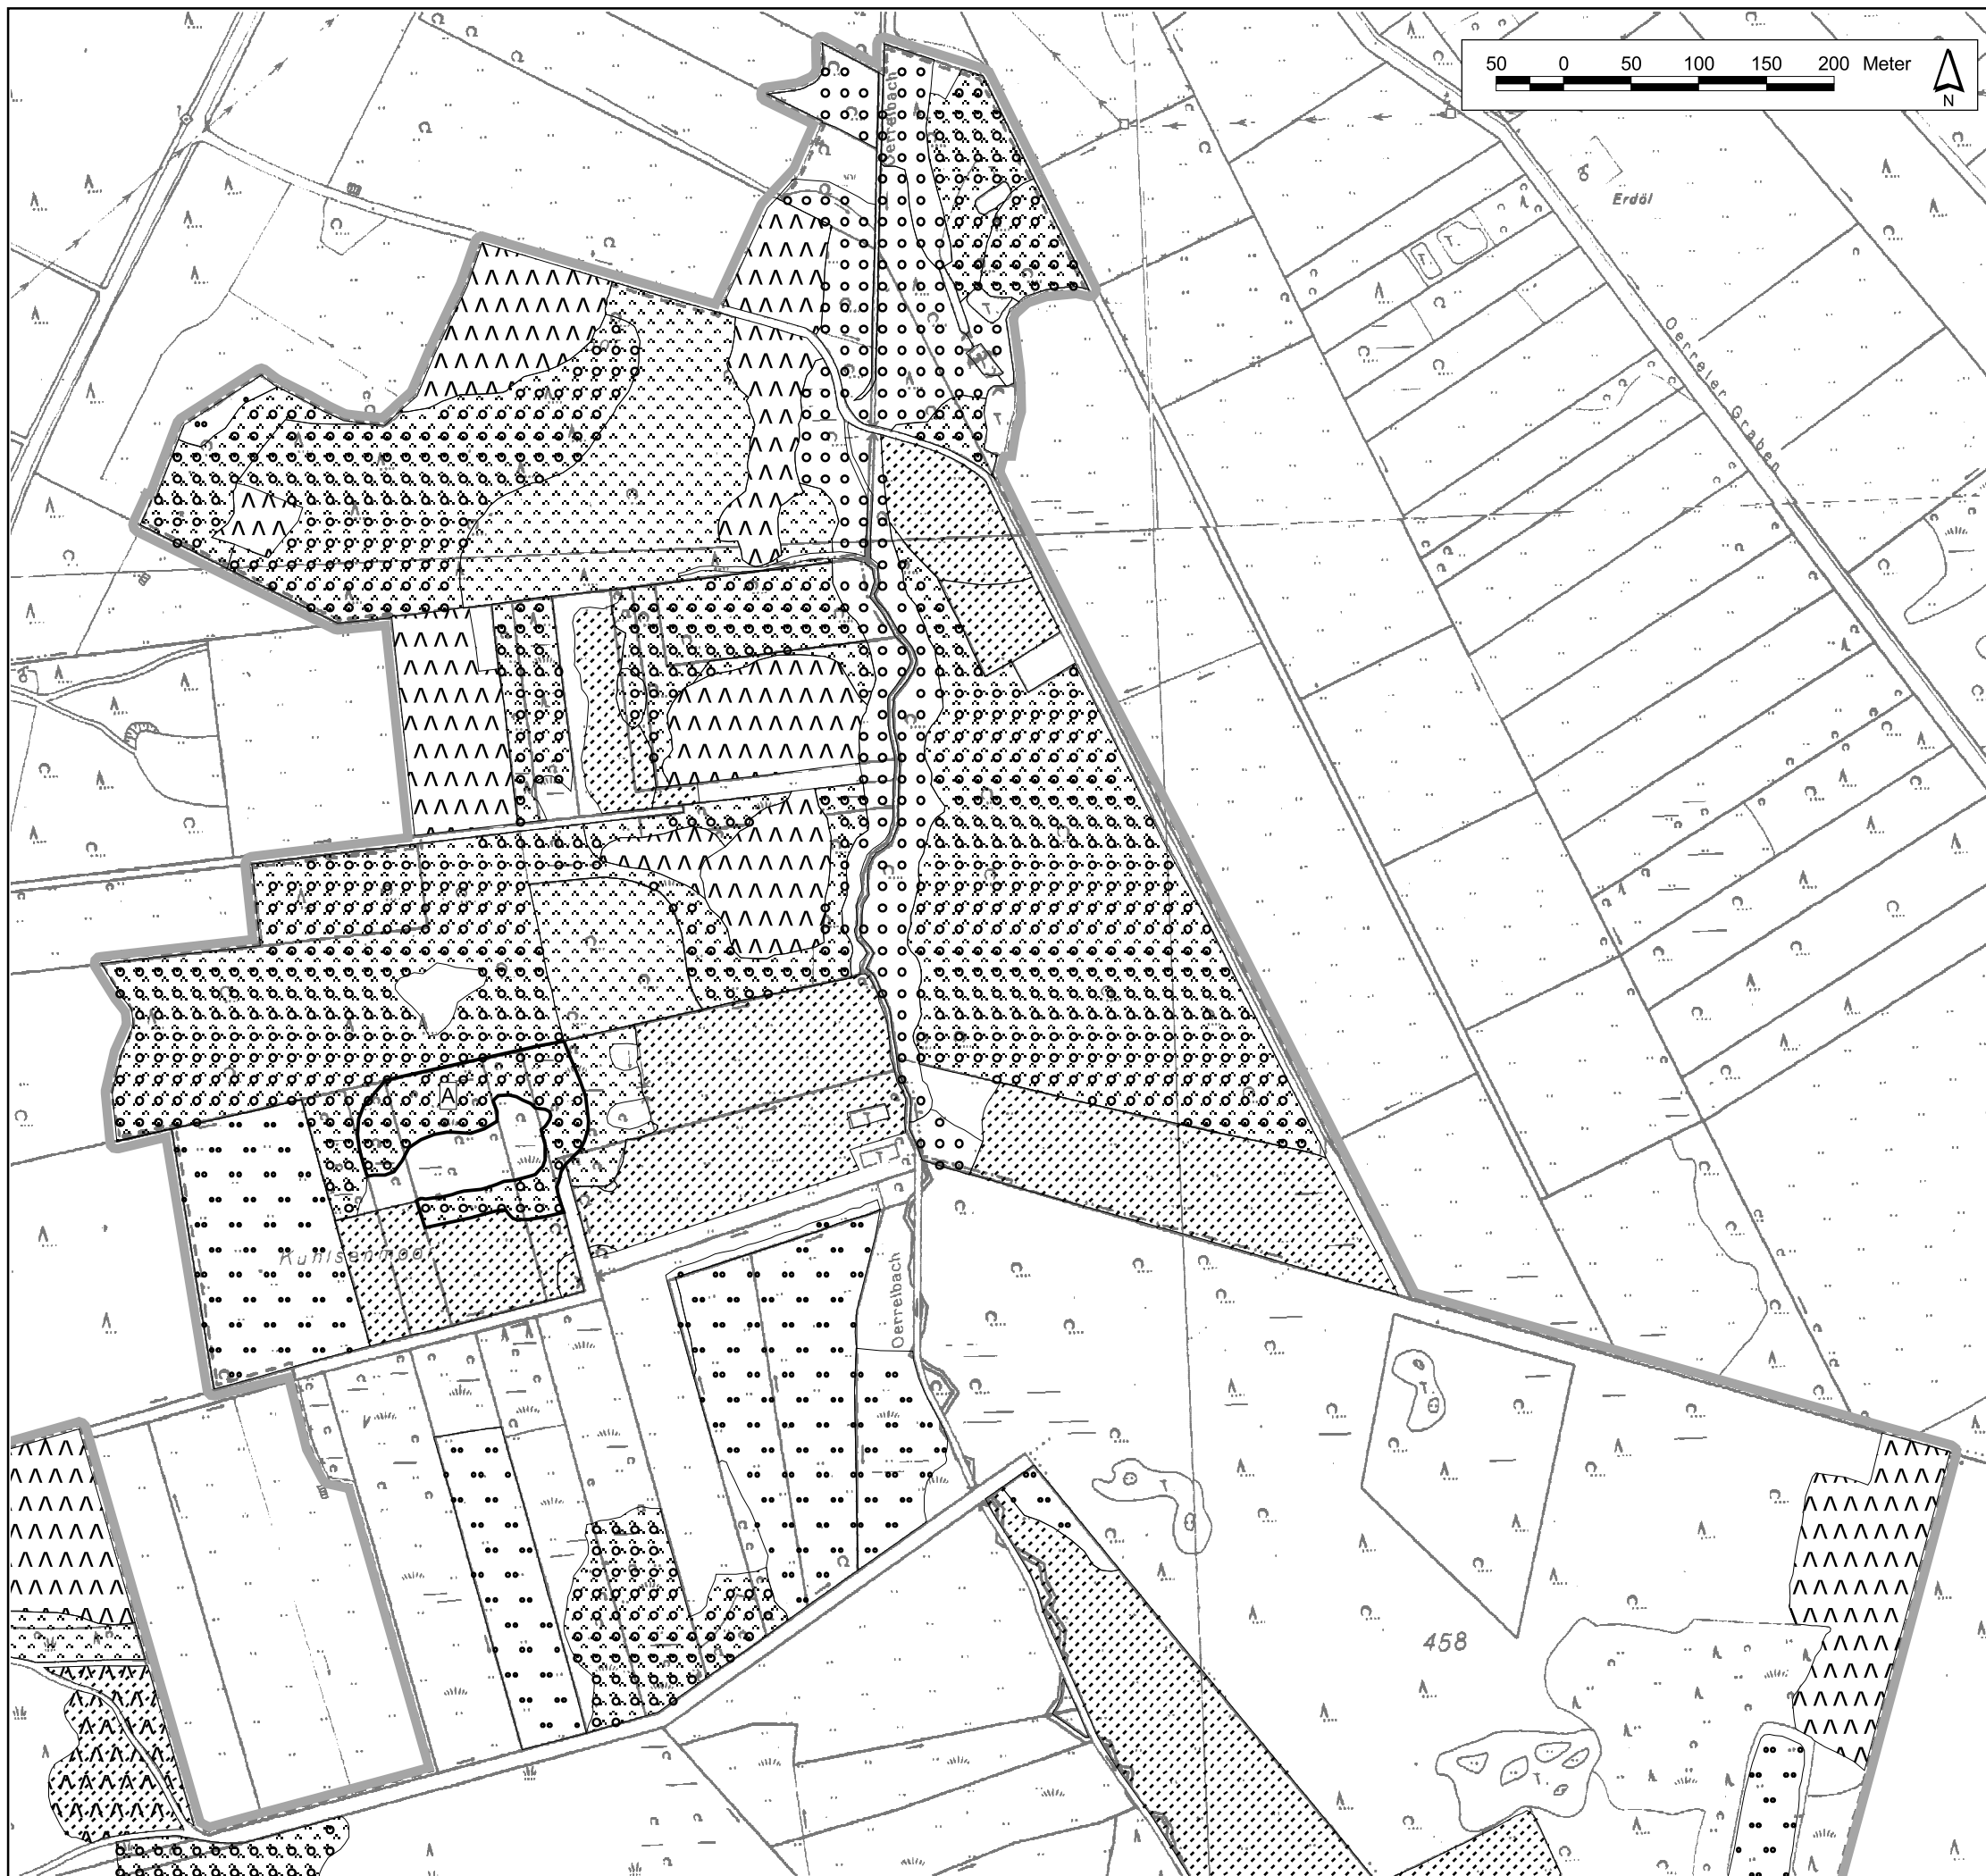 50 0 50 100 150 200 Meter
N
Oerrelbach
Erdöl
T.
T.
T
Oerreler Graben
T
A
T
T
Kuhlsenmoor
Oerrelbach
T.
T
458
T.